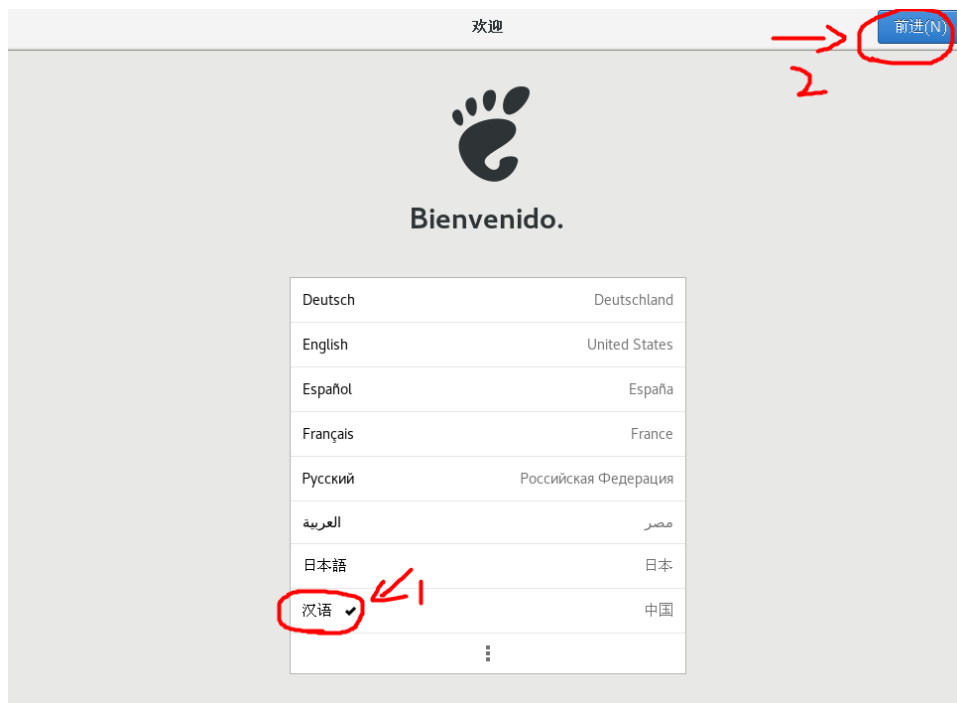 欢迎
前进(N)
2
Bienvenido.
Deutsch Deutschland
English United States
Español España
Français France
Русский Российская Федерация
العربية مصر
日本語 日本
汉语 ✔ 中国
1